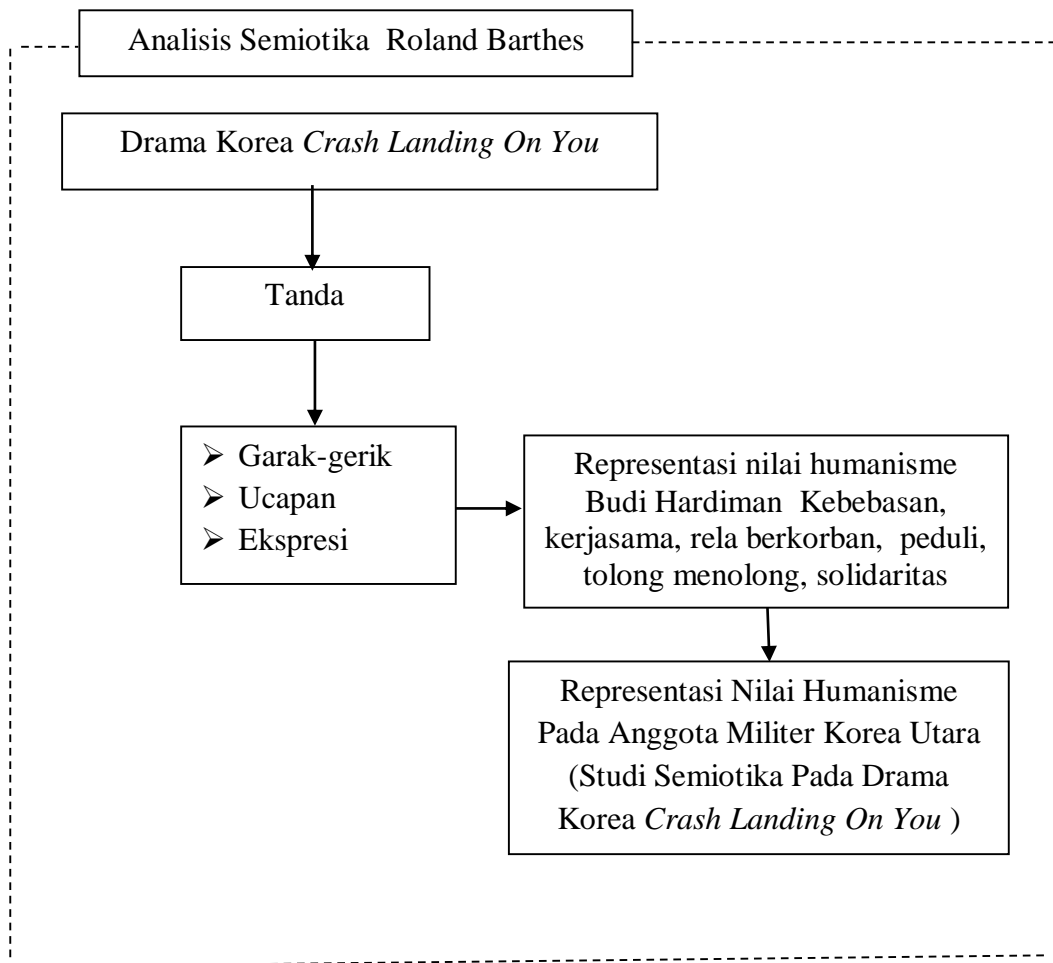 Analisis Semiotika Roland Barthes
Drama Korea Crash Landing On You
Tanda
➢ Garak-gerik
➢ Ucapan
➢ Ekspresi
Representasi nilai humanisme
Budi Hardiman Kebebasan,
kerjasama, rela berkorban, peduli,
tolong menolong, solidaritas
Representasi Nilai Humanisme
Pada Anggota Militer Korea Utara
(Studi Semiotika Pada Drama
Korea Crash Landing On You )